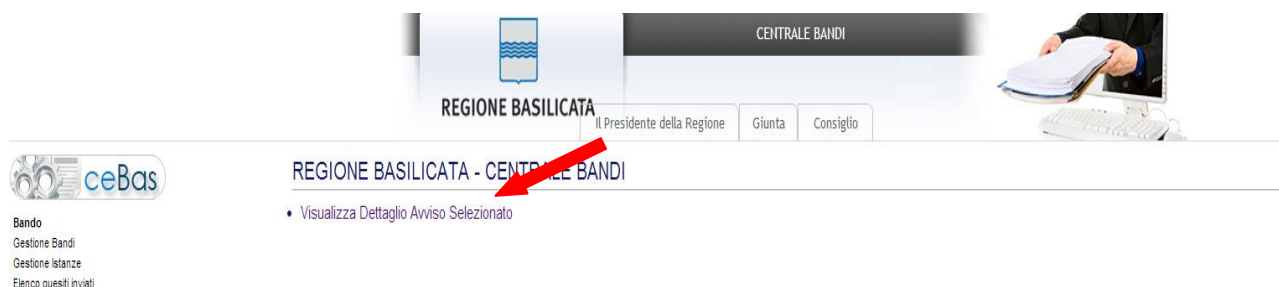 CENTRALE BANDI
REGIONE BASILICATA
Il Presidente della Regione
Giunta
Consiglio
ceBas
REGIONE BASILICATA - CENTRALE BANDI
• Visualizza Dettaglio Avviso Selezionato
Bando
Gestione Bandi
Gestione Istanze
Elenco quesiti inviati